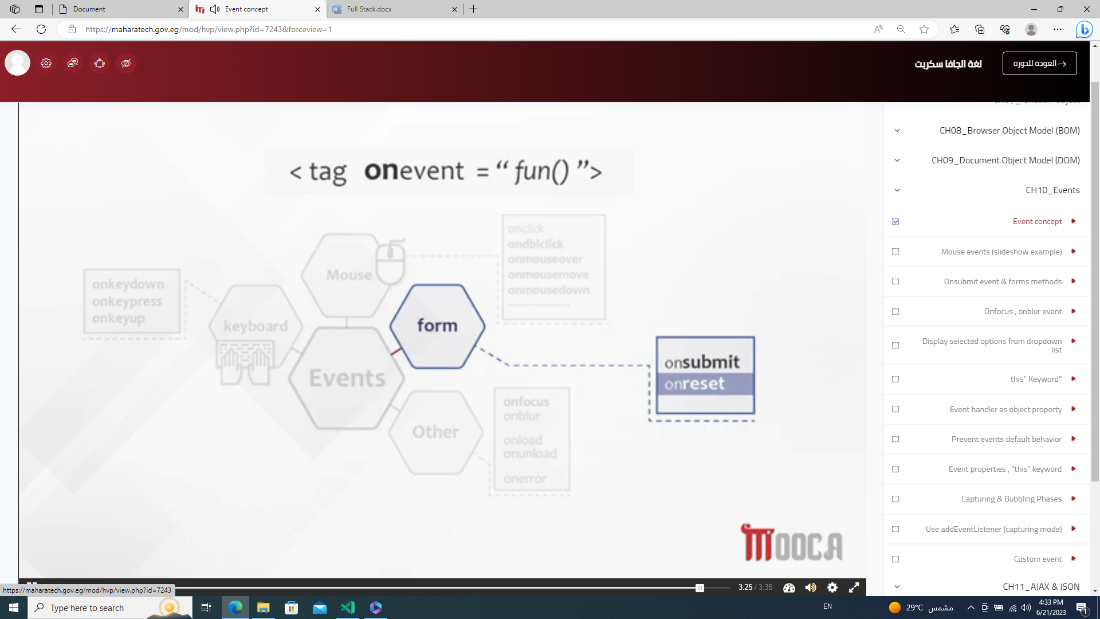 Document
Event concept
Full Stack.docx
https://maharatech.gov.eg/mod/hvp/view.php?id=7243&forceview=1
لغة الجافا سكربت
العودة للدورة
CH08_Browser Object Model (BOM)
CH09_Document Object Model (DOM)
CH10_Events
Event concept
Mouse events (slideshow example)
Onsubmit event & forms methods
Onfocus , onblur event
Display selected options from dropdown
list
this" Keyword"
Event handler as object property
Prevent events default behavior
Event properties , "this" keyword
Capturing & Bubbling Phases
Use addEventListener (capturing mode)
Custom event
CH11_AJAX & JSON
< tag onevent = “ fun() ”>
onclick
ondblclick
onmouseover
onmousemove
onmousedown
Mouse
onkeydown
onkeypress
onkeyup
keyboard
form
Events
onsubmit
onreset
Other
onfocus
onblur
onload
onunload
onerror
MOOCA
3:25 / 3:35
https://maharatech.gov.eg/mod/hvp/view.php?id=7243
Type here to search
EN
29°C مشمس
4:33 PM
6/21/2023